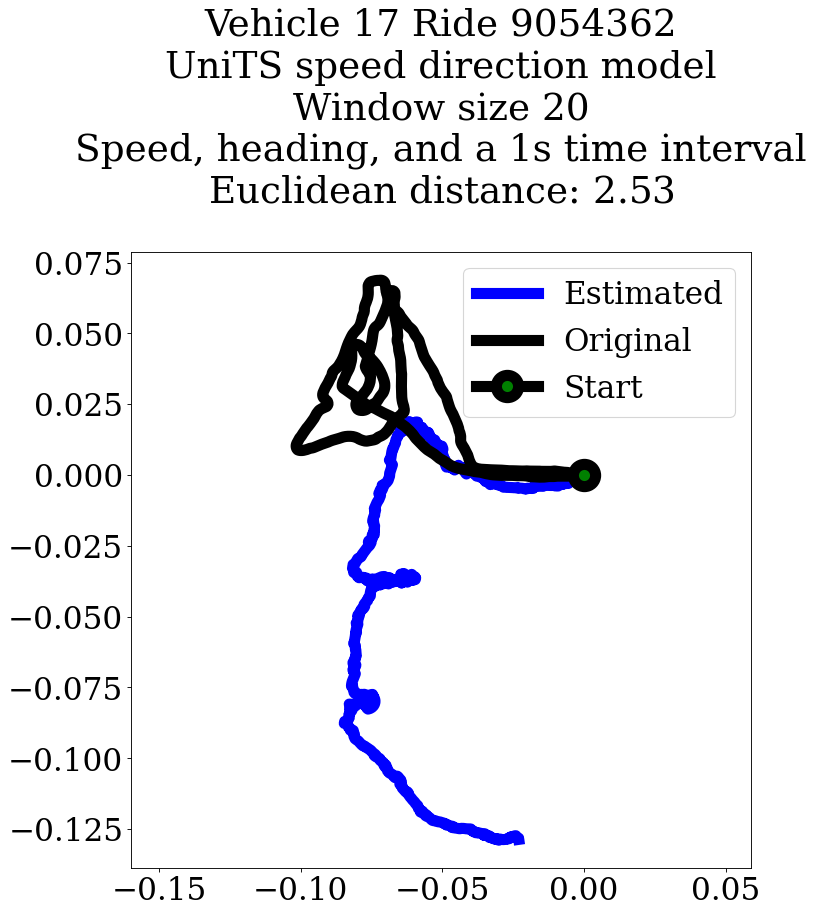 Vehicle 17 Ride 9054362
UniTS speed direction model
Window size 20
Speed, heading, and a 1s time interval
Euclidean distance: 2.53
Estimated
Original
Start
0.075
0.050
0.025
0.000
−0.025
−0.050
−0.075
−0.100
−0.125
−0.15 −0.10 −0.05 0.00 0.05